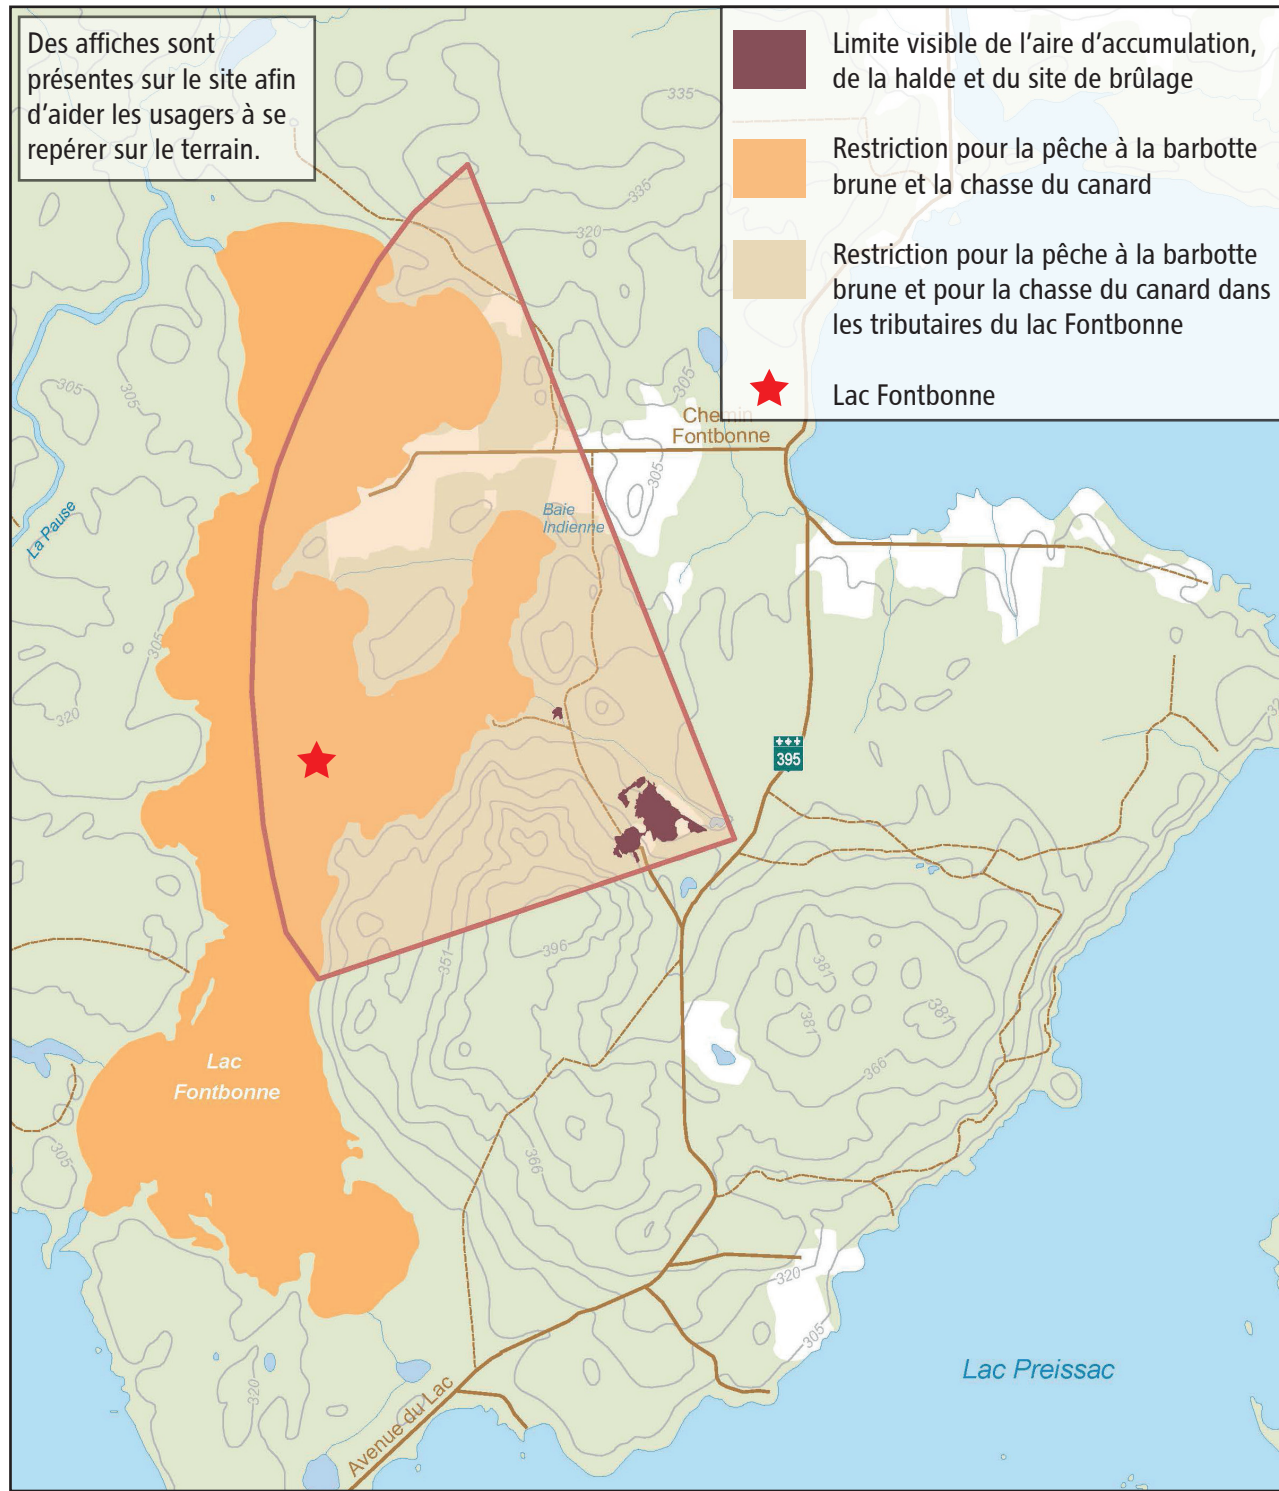 Des affiches sont
présentes sur le site afin
d'aider les usagers à se
repérer sur le terrain.
Limite visible de l'aire d'accumulation,
de la halde et du site de brûlage
Restriction pour la pêche à la barbotte
brune et la chasse du canard
Restriction pour la pêche à la barbotte
brune et pour la chasse du canard dans
les tributaires du lac Fontbonne
Lac Fontbonne
335
335
320
305
305
305
305
Chemin
Fontbonne
305
Baie
Indienne
La Pause
305
320
320
395
396
351
381
381
381
366
Lac
Fontbonne
305
366
320
305
320
Lac Preissac
Avenue du Lac